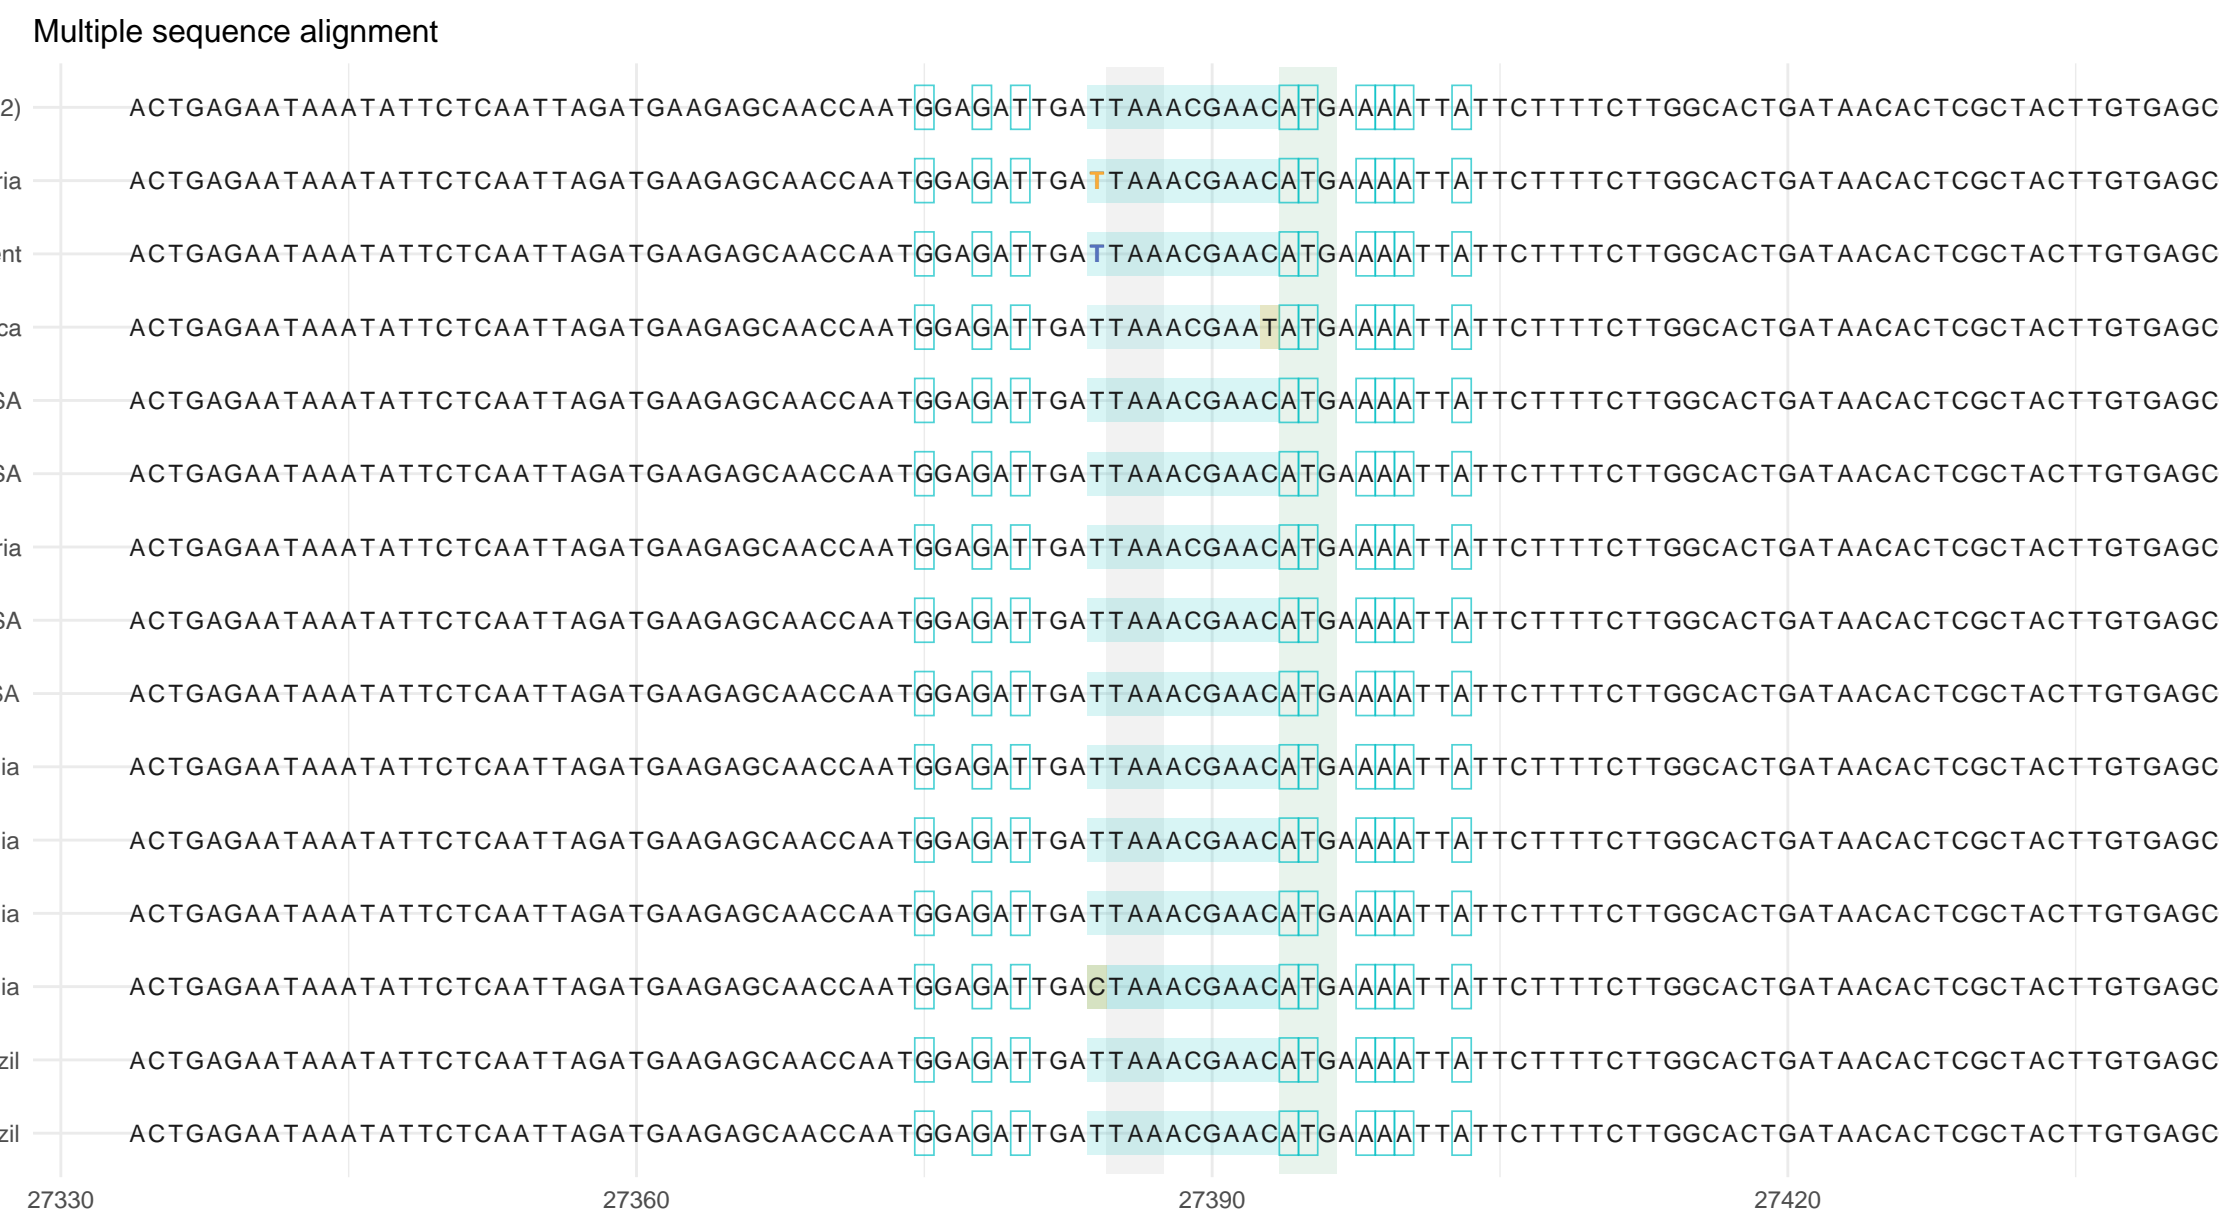 Multiple sequence alignment
2) ACTGAGAATAAATATTCTCAATTAGATGAAGAGCAACCAATGGAGATTGATTAAACGAACATGAAAATTATTCTTTTCTTGGCACTGATAACACTCGCTACTTGTGAGC
ria ACTGAGAATAAATATTCTCAATTAGATGAAGAGCAACCAATGGAGATTGATTAAACGAACATGAAAATTATTCTTTTCTTGGCACTGATAACACTCGCTACTTGTGAGC
ent ACTGAGAATAAATATTCTCAATTAGATGAAGAGCAACCAATGGAGATTGATTAAACGAACATGAAAATTATTCTTTTCTTGGCACTGATAACACTCGCTACTTGTGAGC
ca ACTGAGAATAAATATTCTCAATTAGATGAAGAGCAACCAATGGAGATTGATTAAACGAATATGAAAATTATTCTTTTCTTGGCACTGATAACACTCGCTACTTGTGAGC
SA ACTGAGAATAAATATTCTCAATTAGATGAAGAGCAACCAATGGAGATTGATTAAACGAACATGAAAATTATTCTTTTCTTGGCACTGATAACACTCGCTACTTGTGAGC
SA ACTGAGAATAAATATTCTCAATTAGATGAAGAGCAACCAATGGAGATTGATTAAACGAACATGAAAATTATTCTTTTCTTGGCACTGATAACACTCGCTACTTGTGAGC
ria ACTGAGAATAAATATTCTCAATTAGATGAAGAGCAACCAATGGAGATTGATTAAACGAACATGAAAATTATTCTTTTCTTGGCACTGATAACACTCGCTACTTGTGAGC
SA ACTGAGAATAAATATTCTCAATTAGATGAAGAGCAACCAATGGAGATTGATTAAACGAACATGAAAATTATTCTTTTCTTGGCACTGATAACACTCGCTACTTGTGAGC
SA ACTGAGAATAAATATTCTCAATTAGATGAAGAGCAACCAATGGAGATTGATTAAACGAACATGAAAATTATTCTTTTCTTGGCACTGATAACACTCGCTACTTGTGAGC
ia ACTGAGAATAAATATTCTCAATTAGATGAAGAGCAACCAATGGAGATTGATTAAACGAACATGAAAATTATTCTTTTCTTGGCACTGATAACACTCGCTACTTGTGAGC
ia ACTGAGAATAAATATTCTCAATTAGATGAAGAGCAACCAATGGAGATTGATTAAACGAACATGAAAATTATTCTTTTCTTGGCACTGATAACACTCGCTACTTGTGAGC
ia ACTGAGAATAAATATTCTCAATTAGATGAAGAGCAACCAATGGAGATTGATTAAACGAACATGAAAATTATTCTTTTCTTGGCACTGATAACACTCGCTACTTGTGAGC
ia ACTGAGAATAAATATTCTCAATTAGATGAAGAGCAACCAATGGAGATTGACTAAACGAACATGAAAATTATTCTTTTCTTGGCACTGATAACACTCGCTACTTGTGAGC
zil ACTGAGAATAAATATTCTCAATTAGATGAAGAGCAACCAATGGAGATTGATTAAACGAACATGAAAATTATTCTTTTCTTGGCACTGATAACACTCGCTACTTGTGAGC
zil ACTGAGAATAAATATTCTCAATTAGATGAAGAGCAACCAATGGAGATTGATTAAACGAACATGAAAATTATTCTTTTCTTGGCACTGATAACACTCGCTACTTGTGAGC
27330 27360 27390 27420